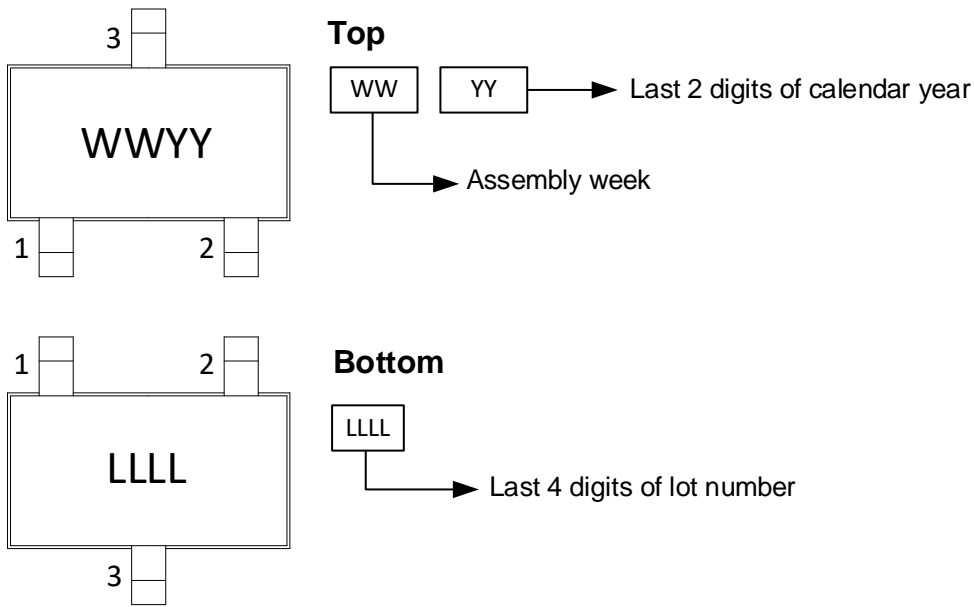 3
Top
WW YY Last 2 digits of calendar year
WWYY
Assembly week
1 2
1 2
Bottom
LLLL
LLLL
Last 4 digits of lot number
3